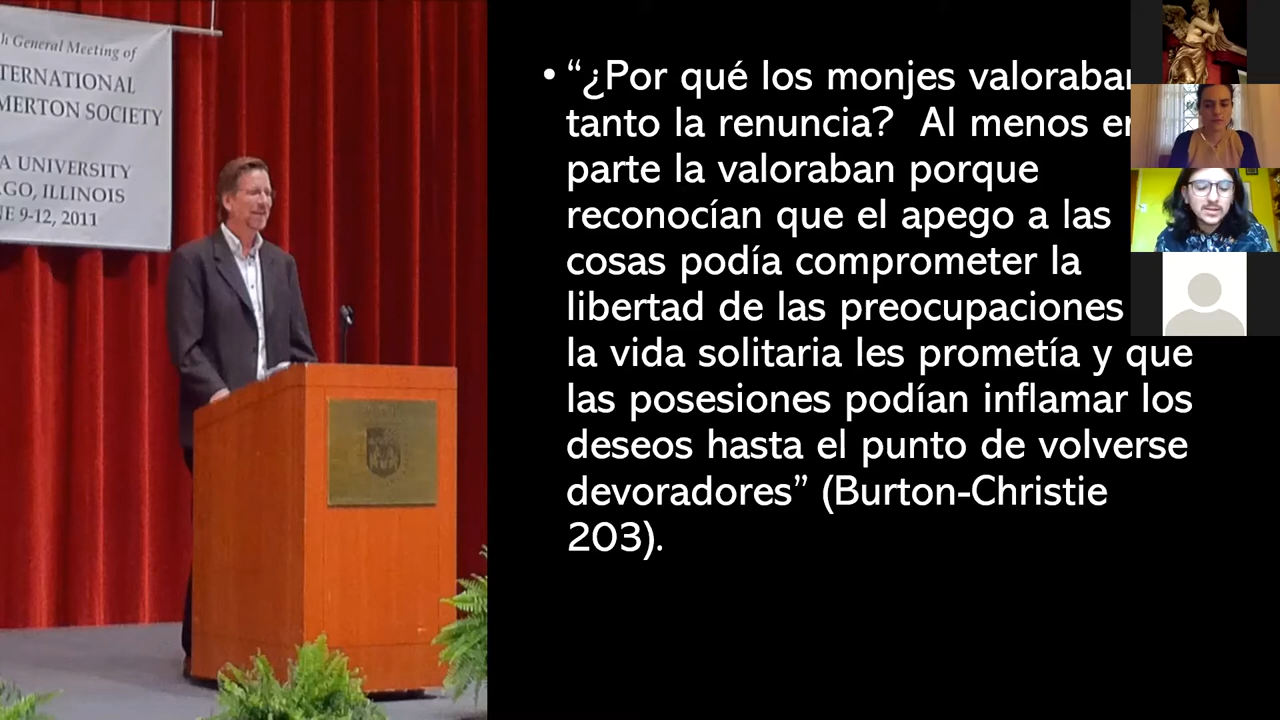 h General Meeting of
TERNATIONAL
MERTON SOCIETY
A UNIVERSITY
GO, ILLINOIS
NE 9-12, 2011
• “¿Por qué los monjes valoraba
tanto la renuncia?  Al menos e
parte la valoraban porque
reconocían que el apego a las
cosas podía comprometer la
libertad de las preocupaciones
la vida solitaria les prometía y que
las posesiones podían inflamar los
deseos hasta el punto de volverse
devoradores” (Burton-Christie
203).